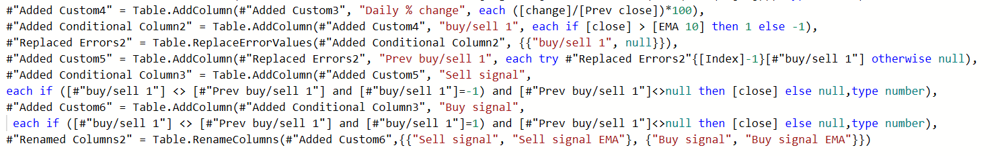 #"Added Custom4" = Table.AddColumn(#"Added Custom3", "Daily % change", each ([change]/[Prev close])*100),
#"Added Conditional Column2" = Table.AddColumn(#"Added Custom4", "buy/sell 1", each if [close] > [EMA 10] then 1 else -1),
#"Replaced Errors2" = Table.ReplaceErrorValues(#"Added Conditional Column2", {{"buy/sell 1", null}}),
#"Added Custom5" = Table.AddColumn(#"Replaced Errors2", "Prev buy/sell 1", each try #"Replaced Errors2"{[Index]-1}[#"buy/sell 1"] otherwise null),
#"Added Conditional Column3" = Table.AddColumn(#"Added Custom5", "Sell signal",
each if ([#"buy/sell 1"] <> [#"Prev buy/sell 1"] and [#"buy/sell 1"]=-1) and [#"Prev buy/sell 1"]<>null then [close] else null,type number),
#"Added Custom6" = Table.AddColumn(#"Added Conditional Column3", "Buy signal",
each if ([#"buy/sell 1"] <> [#"Prev buy/sell 1"] and [#"buy/sell 1"]=1) and [#"Prev buy/sell 1"]<>null then [close] else null,type number),
#"Renamed Columns2" = Table.RenameColumns(#"Added Custom6",{{"Sell signal", "Sell signal EMA"}, {"Buy signal", "Buy signal EMA"}})